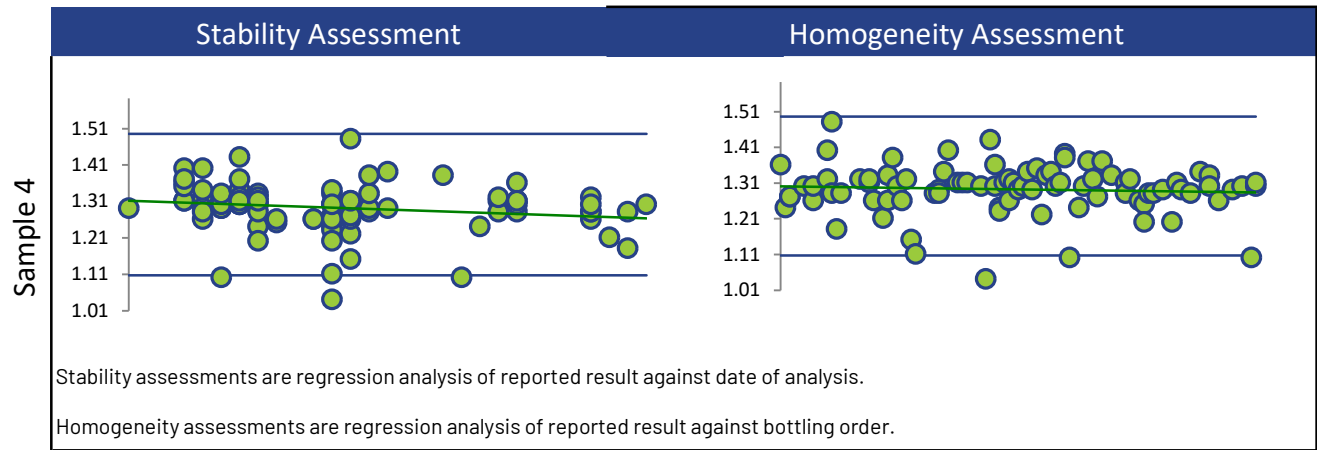 Stability Assessment
Homogeneity Assessment
Sample 4
1.51
1.41
1.31
1.21
1.11
1.01
1.51
1.41
1.31
1.21
1.11
1.01
Stability assessments are regression analysis of reported result against date of analysis.
Homogeneity assessments are regression analysis of reported result against bottling order.